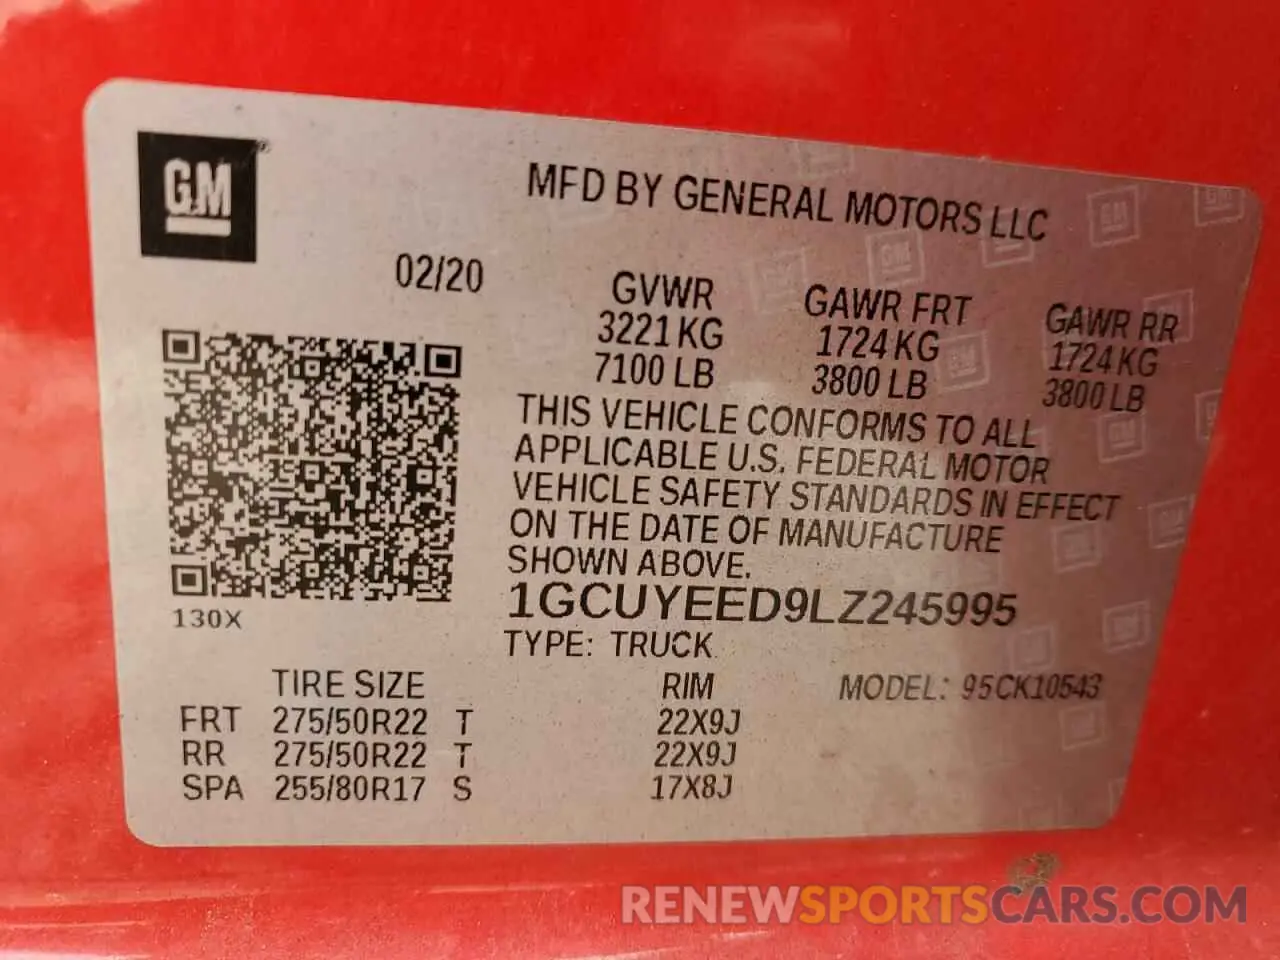 GM
MFD BY GENERAL MOTORS LLC
02/20
GVWR GAWR FRT GAWR RR
3221 KG 1724 KG 1724 KG
7100 LB 3800 LB 3800 LB
THIS VEHICLE CONFORMS TO ALL
APPLICABLE U.S. FEDERAL MOTOR
VEHICLE SAFETY STANDARDS IN EFFECT
ON THE DATE OF MANUFACTURE
SHOWN ABOVE.
130X
1GCUYEED9LZ245995
TYPE: TRUCK
TIRE SIZE RIM MODEL: 95CK10543
FRT 275/50R22 T 22X9J
RR 275/50R22 T 22X9J
SPA 255/80R17 S 17X8J
RENEWSPORTSCARS.COM